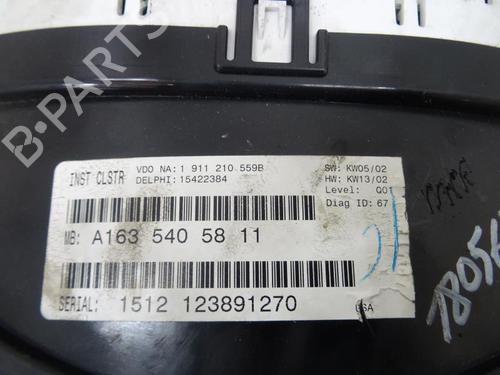 INST CLSTR
VDO NA: 1 911 210 559B
DELPHI: 15422384
SW: KW05/02
HW: KW13/02
Level: 001
Diag ID: 67
MB: A163 540 58 11
SERIAL: 1512 123891270
USA
B-PARTS